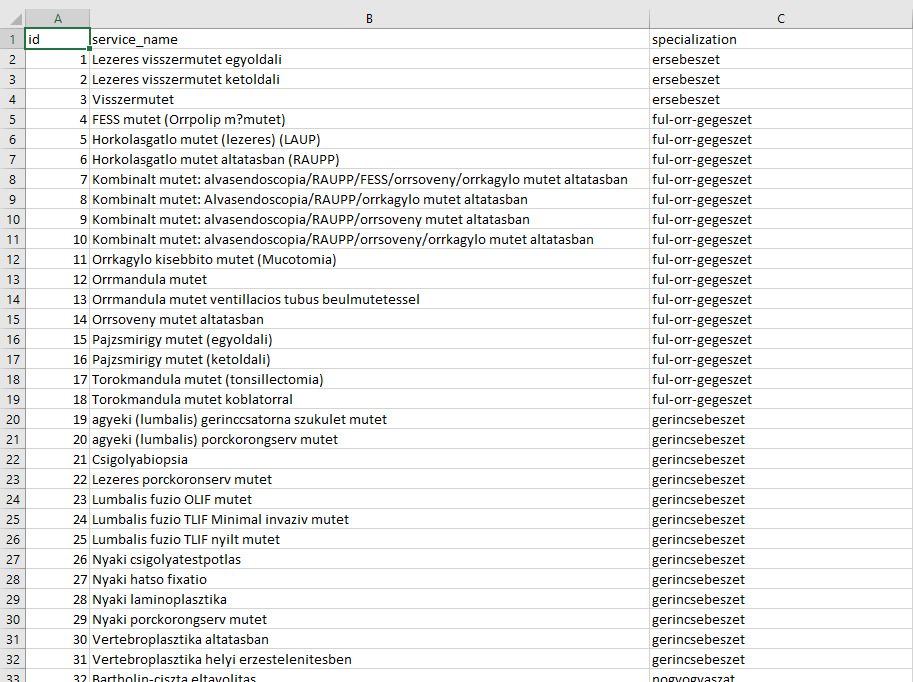 A B C
1 id service_name specialization
2 1 Lezeres visszermutet egyoldali ersebeszet
3 2 Lezeres visszermutet ketoldali ersebeszet
4 3 Visszermutet ersebeszet
5 4 FESS mutet (Orrpolip m?mutet) ful-orr-gegeszet
6 5 Horkolasgatlo mutet (lezeres) (LAUP) ful-orr-gegeszet
7 6 Horkolasgatlo mutet altatasban (RAUPP) ful-orr-gegeszet
8 7 Kombinalt mutet: alvasendoscopia/RAUPP/FESS/orrsoveny/orrkagylo mutet altatasban ful-orr-gegeszet
9 8 Kombinalt mutet: Alvasendoscopia/RAUPP/orrkagylo mutet altatasban ful-orr-gegeszet
10 9 Kombinalt mutet: alvasendoscopia/RAUPP/orrsoveny mutet altatasban ful-orr-gegeszet
11 10 Kombinalt mutet: alvasendoscopia/RAUPP/orrsoveny/orrkagylo mutet altatasban ful-orr-gegeszet
12 11 Orrkagylo kisebbito mutet (Mucotomia) ful-orr-gegeszet
13 12 Orrmandula mutet ful-orr-gegeszet
14 13 Orrmandula mutet ventillacios tubus beulmutetessel ful-orr-gegeszet
15 14 Orrsoveny mutet altatasban ful-orr-gegeszet
16 15 Pajzsmirigy mutet (egyoldali) ful-orr-gegeszet
17 16 Pajzsmirigy mutet (ketoldali) ful-orr-gegeszet
18 17 Torokmandula mutet (tonsillectomia) ful-orr-gegeszet
19 18 Torokmandula mutet koblatorral ful-orr-gegeszet
20 19 agyeki (lumbalis) gerinccsatorna szukulet mutet gerincsebeszet
21 20 agyeki (lumbalis) porckorongserv mutet gerincsebeszet
22 21 Csigolyabiopsia gerincsebeszet
23 22 Lezeres porckoronserv mutet gerincsebeszet
24 23 Lumbalis fuzio OLIF mutet gerincsebeszet
25 24 Lumbalis fuzio TLIF Minimal invaziv mutet gerincsebeszet
26 25 Lumbalis fuzio TLIF nyilt mutet gerincsebeszet
27 26 Nyaki csigolyatestpotlas gerincsebeszet
28 27 Nyaki hatso fixatio gerincsebeszet
29 28 Nyaki laminoplasztika gerincsebeszet
30 29 Nyaki porckorongserv mutet gerincsebeszet
31 30 Vertebroplasztika altatasban gerincsebeszet
32 31 Vertebroplasztika helyi erzestelenitesben gerincsebeszet
33 32 Bartholin-ciszta eltavolitas nogyogyaszat